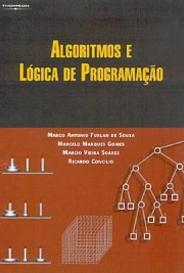 THOMSON
ALGORITMOS E
LÓGICA DE PROGRAMAÇÃO
MARCO ANTONIO FURLAN DE SOUZA
MARCELO MARQUES GOMES
MARCIO VIEIRA SOARES
RICARDO CONCILIO